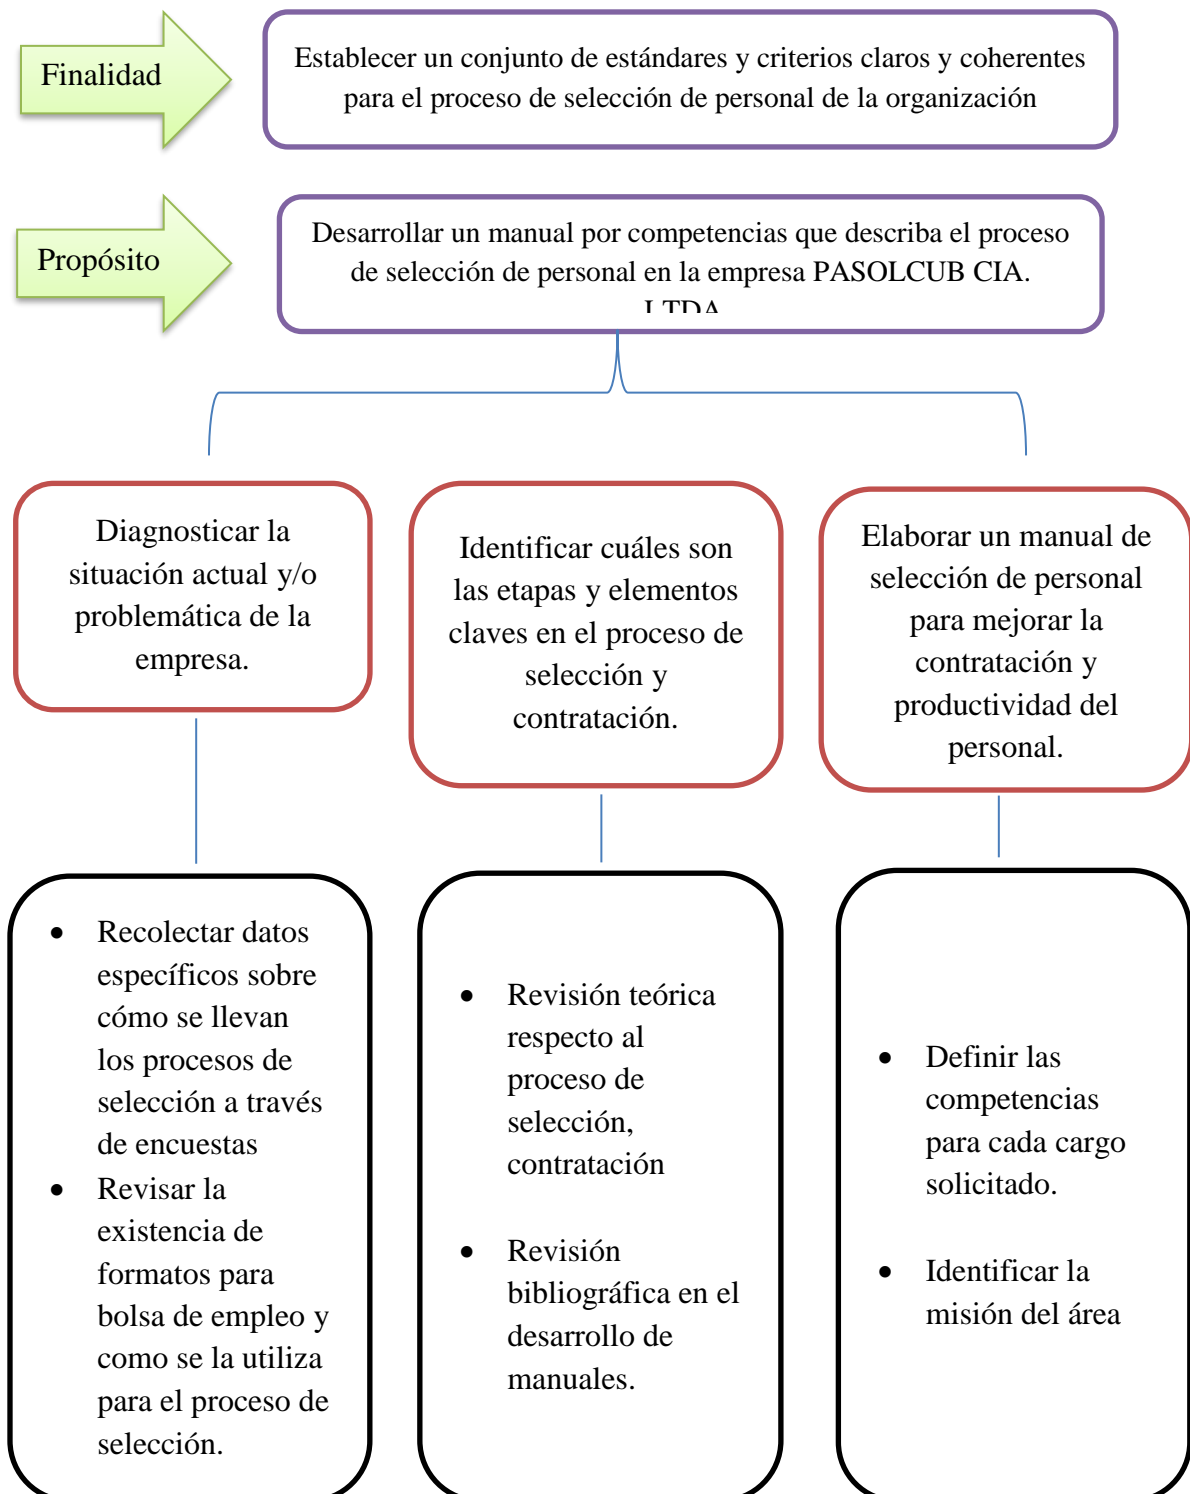 Finalidad
Establecer un conjunto de estándares y criterios claros y coherentes
para el proceso de selección de personal de la organización
Propósito
Desarrollar un manual por competencias que describa el proceso
de selección de personal en la empresa PASOLCUB CIA.
LTDA
Diagnosticar la
situación actual y/o
problemática de la
empresa.
Identificar cuáles son
las etapas y elementos
claves en el proceso de
selección y
contratación.
Elaborar un manual de
selección de personal
para mejorar la
contratación y
productividad del
personal.
• Recolectar datos
específicos sobre
cómo se llevan
los procesos de
selección a través
de encuestas
• Revisar la
existencia de
formatos para
bolsa de empleo y
como se la utiliza
para el proceso de
selección.
• Revisión teórica
respecto al
proceso de
selección,
contratación
• Revisión
bibliográfica en el
desarrollo de
manuales.
• Definir las
competencias
para cada cargo
solicitado.
• Identificar la
misión del área